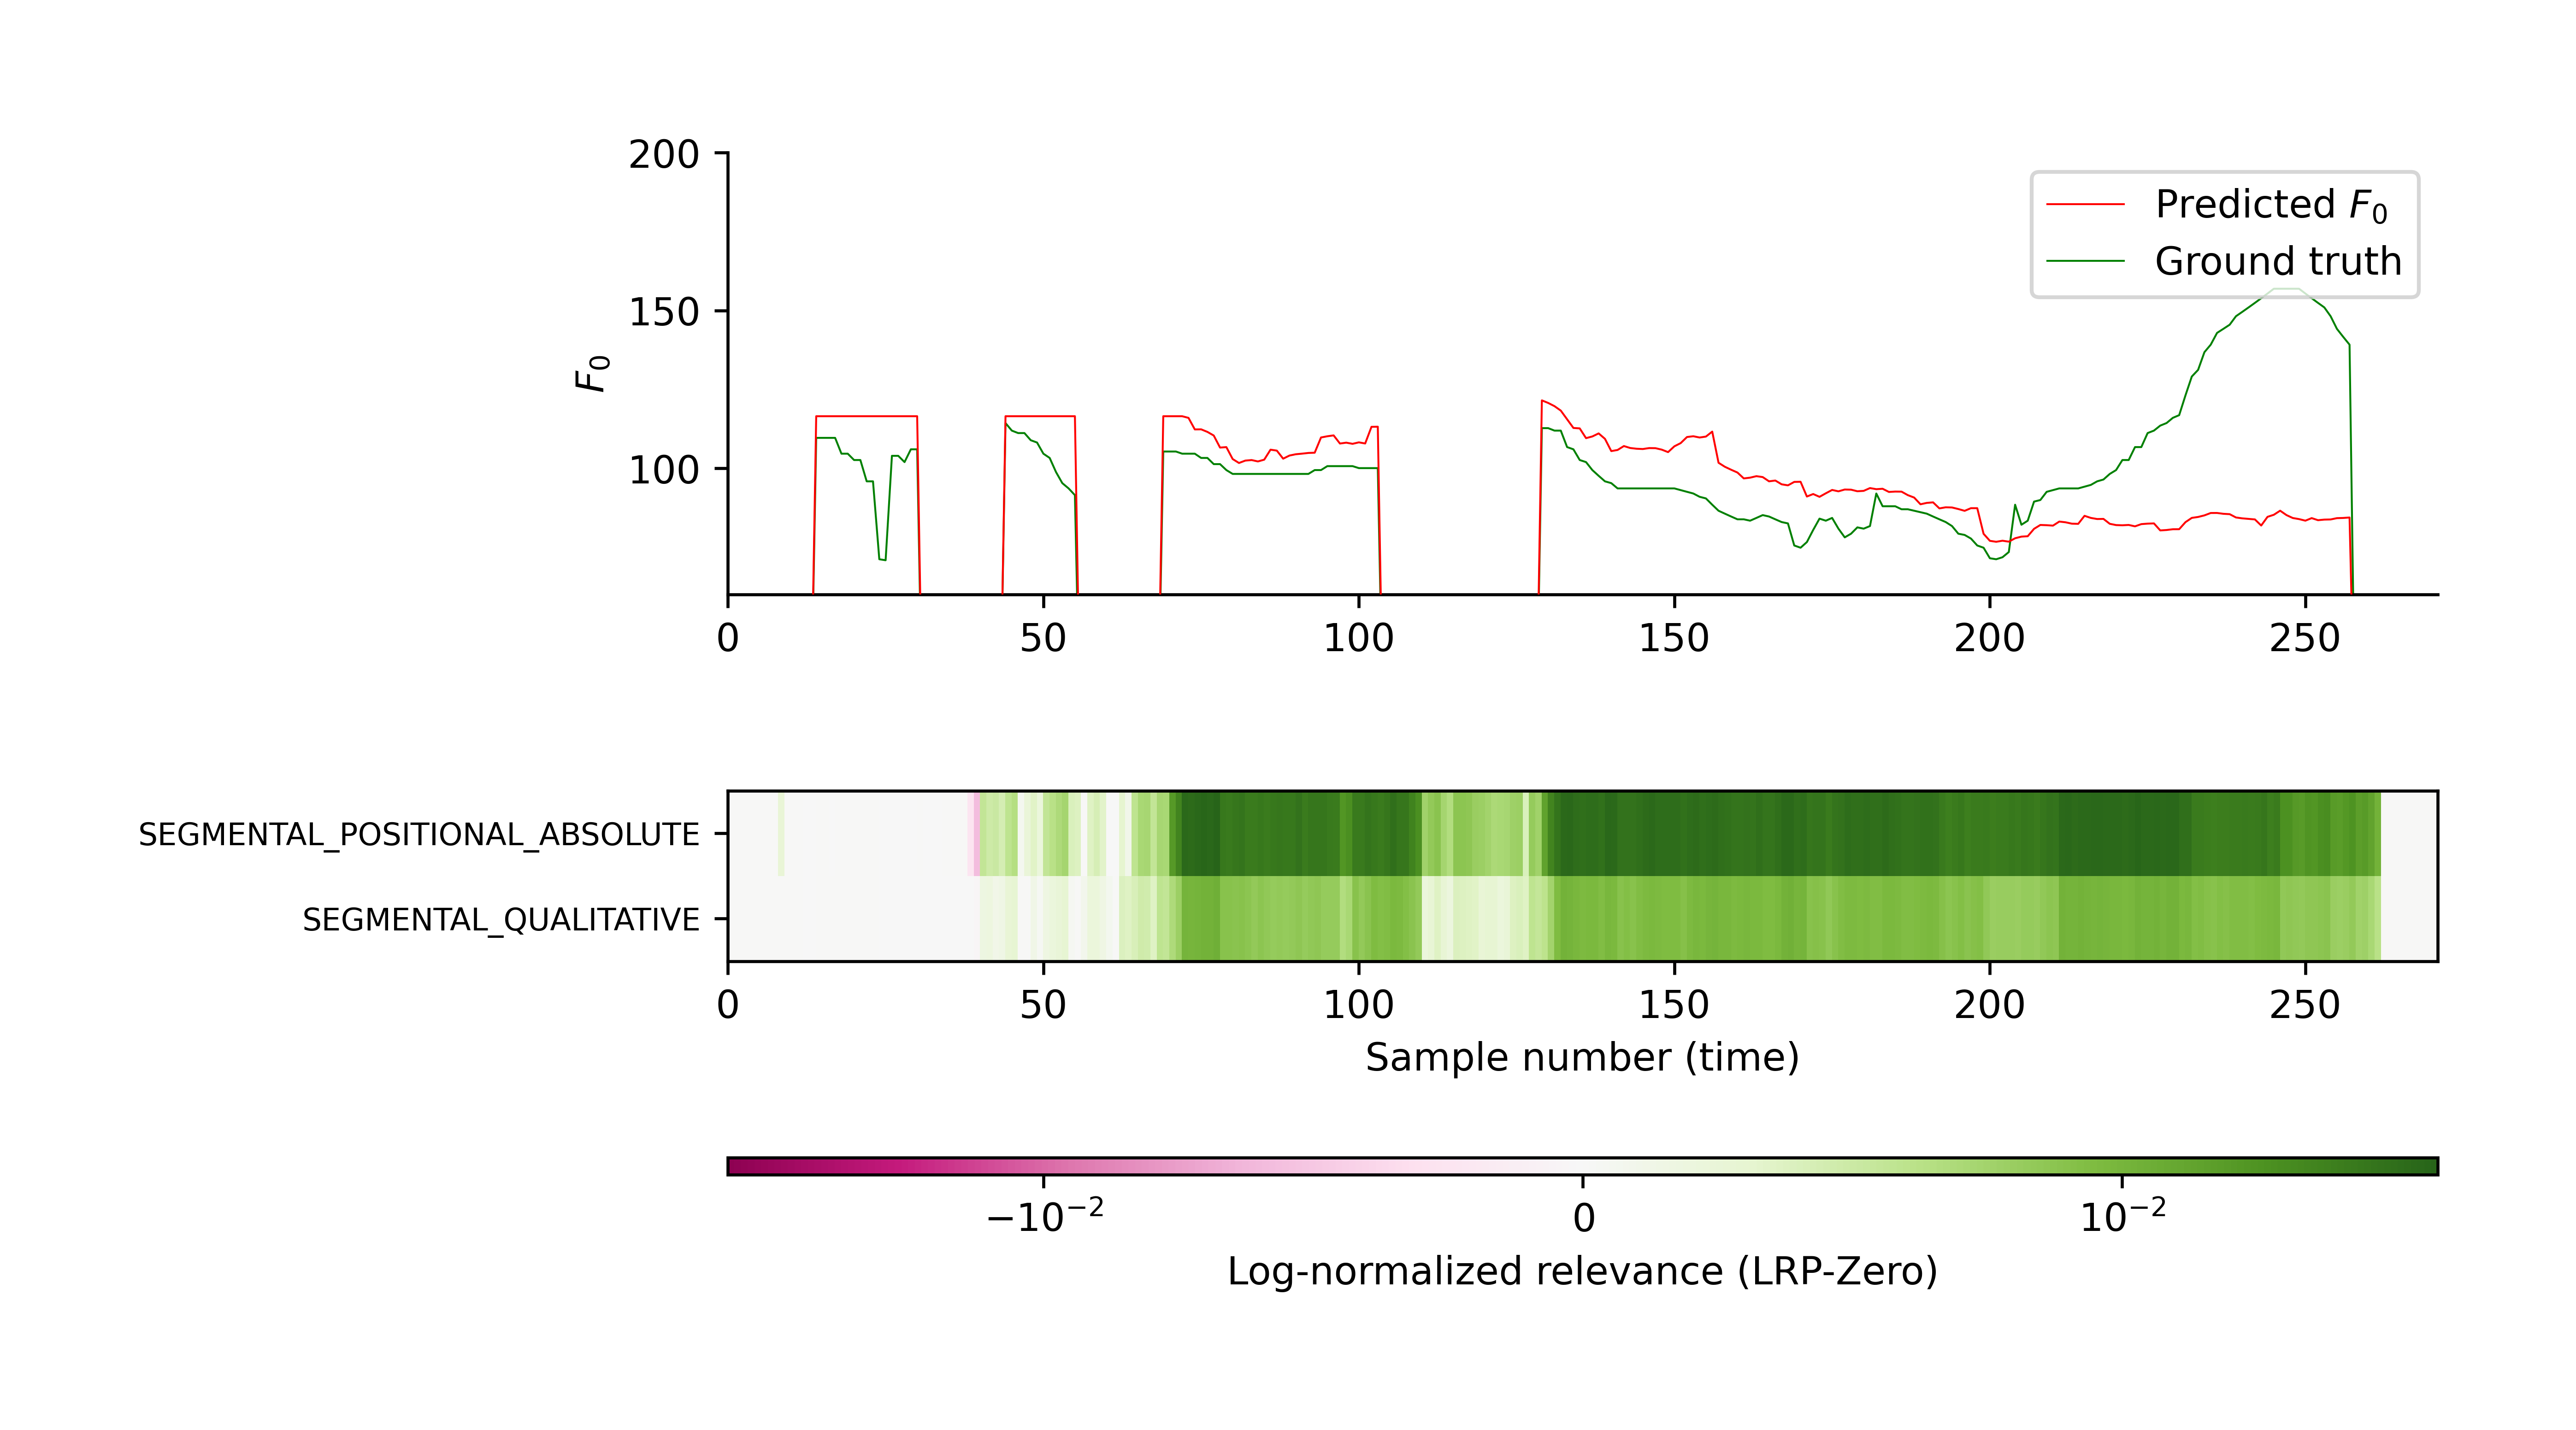 200
150
100
F₀
Predicted F₀
Ground truth
0 50 100 150 200 250
SEGMENTAL_POSITIONAL_ABSOLUTE
SEGMENTAL_QUALITATIVE
0 50 100 150 200 250
Sample number (time)
−10⁻² 0 10⁻²
Log-normalized relevance (LRP-Zero)